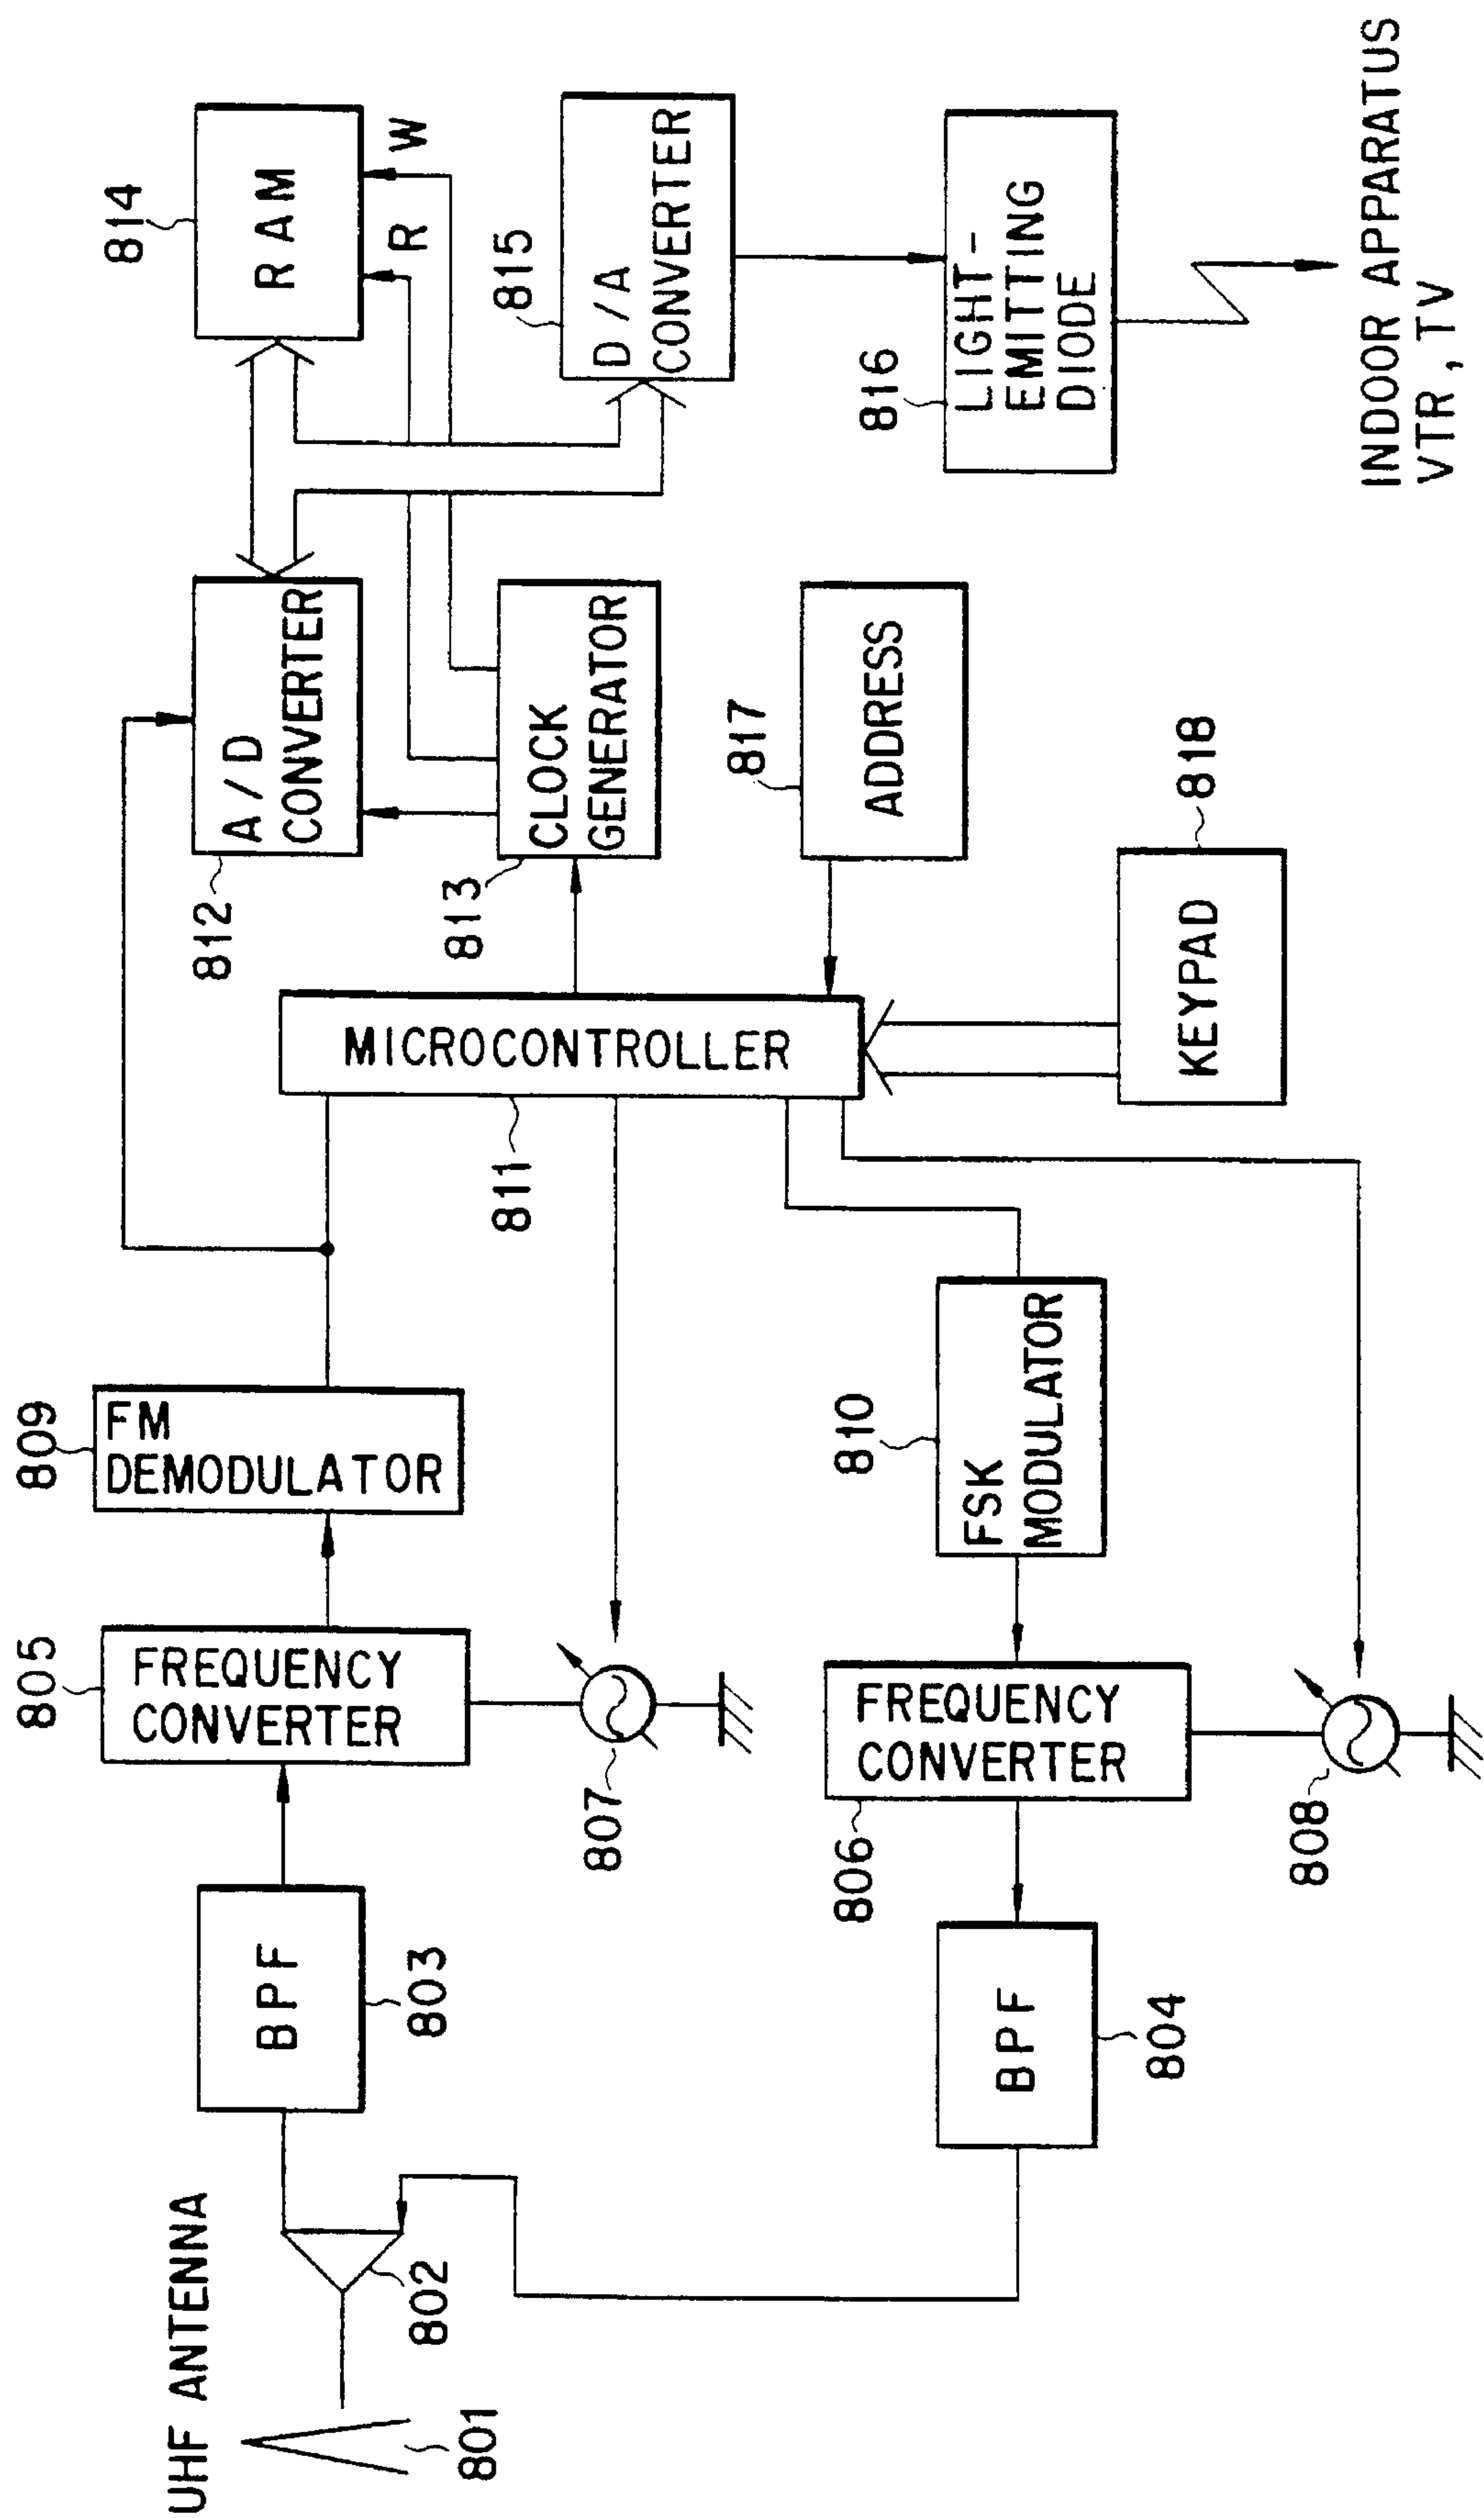 UHF ANTENNA
801
802
BPF
803
805
FREQUENCY
CONVERTER
807
809
FM
DEMODULATOR
811
MICROCONTROLLER
812
A/D
CONVERTER
814
RAM
R
W
813
CLOCK
GENERATOR
815
D/A
CONVERTER
817
ADDRESS
816
LIGHT-
EMITTING
DIODE
804
BPF
806
FREQUENCY
CONVERTER
808
810
FSK
MODULATOR
818
KEYPAD
INDOOR APPARATUS
VTR, TV